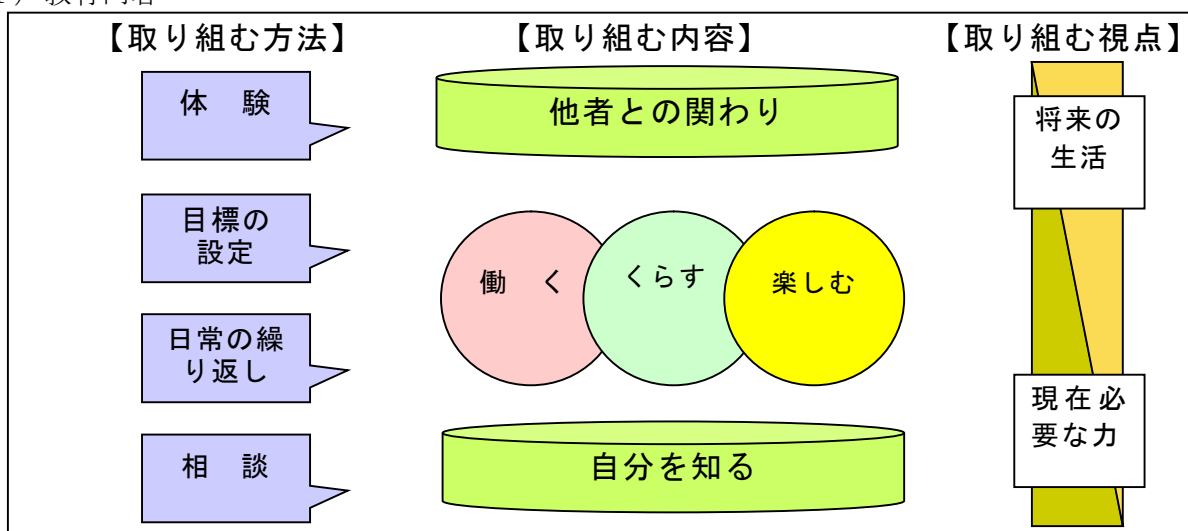 【取り組む方法】
体　験
目標の
設定
日常の繰
り返し
相　談
【取り組む内容】
他者との関わり
働　く
くらす
楽しむ
自分を知る
【取り組む視点】
将来の
生活
現在必
要な力